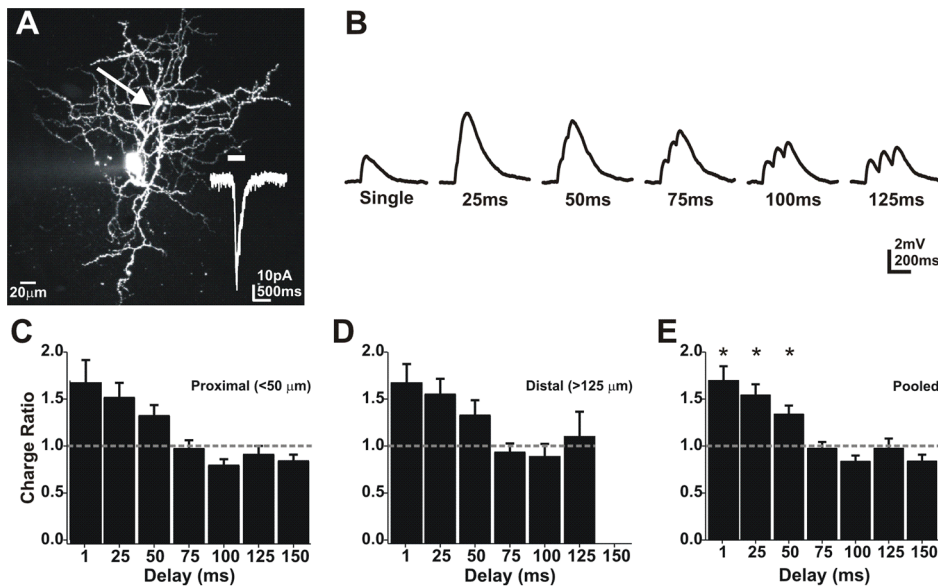 A
20μm
10pA
500ms
B
Single
25ms
50ms
75ms
100ms
125ms
2mV
200ms
C
Proximal (<50 μm)
Charge Ratio
2.0
1.5
1.0
0.5
0.0
1
25
50
75
100
125
150
Delay (ms)
D
Distal (>125 μm)
2.0
1.5
1.0
0.5
0.0
1
25
50
75
100
125
150
Delay (ms)
E
* * *
Pooled
2.0
1.5
1.0
0.5
0.0
1
25
50
75
100
125
150
Delay (ms)